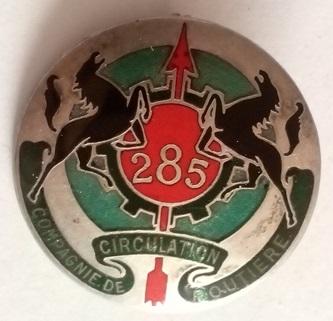 285
COMPAGNIE DE
CIRCULATION
ROUTIERE